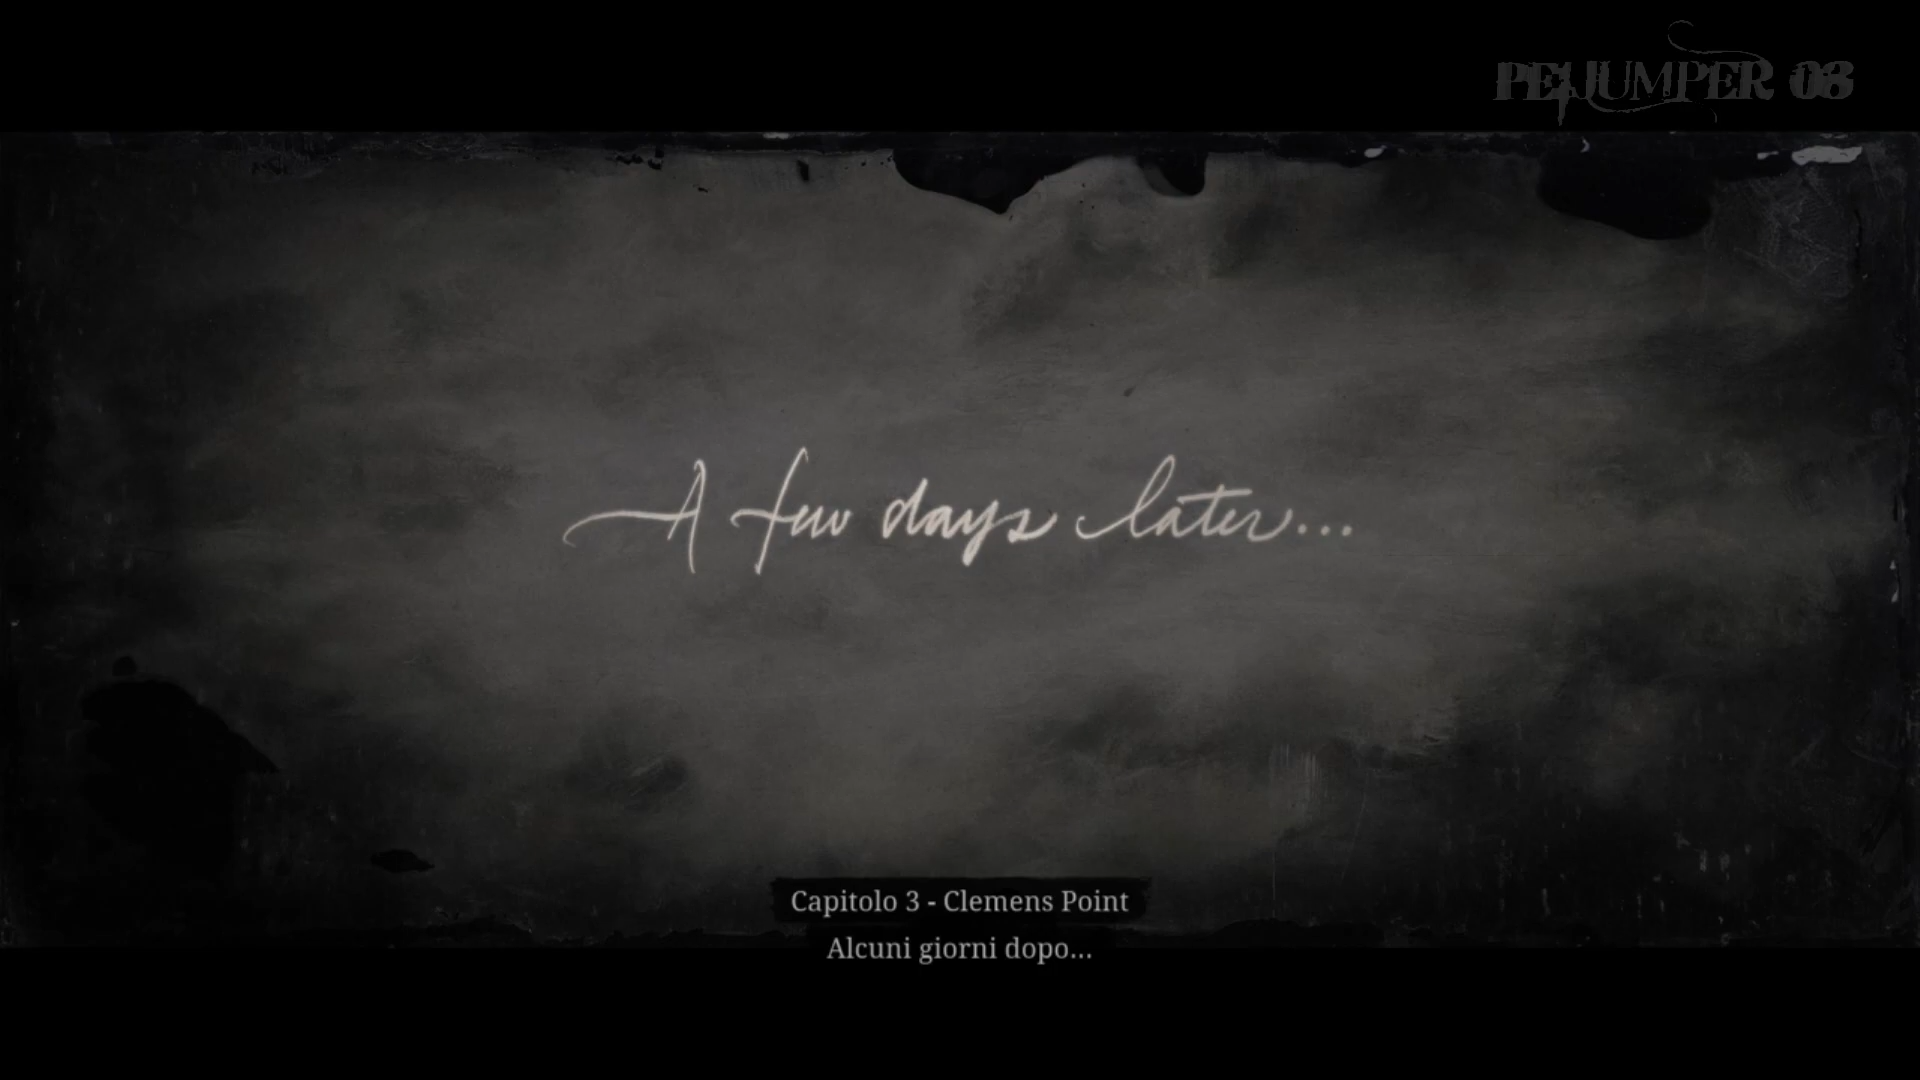 PEJUMPER 03
A few days later...
Capitolo 3 - Clemens Point
Alcuni giorni dopo...